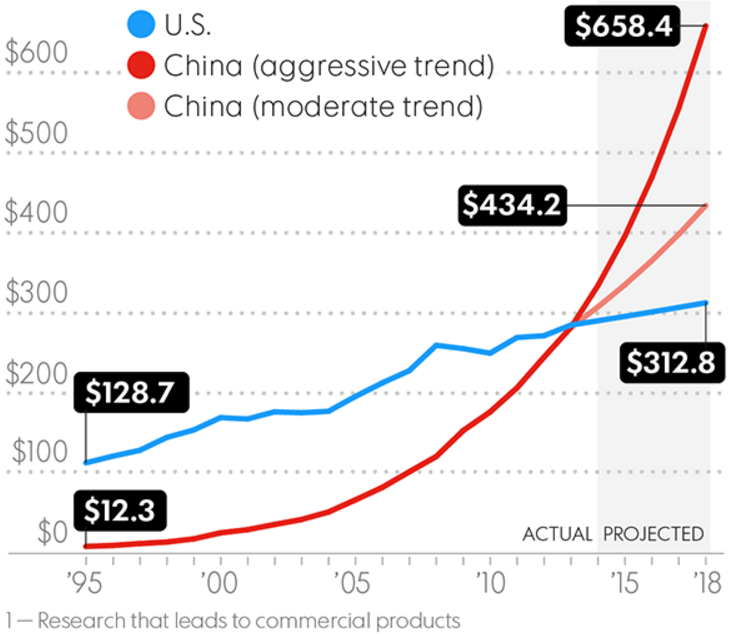 $658.4
U.S.
$600
China (aggressive trend)
China (moderate trend)
$500
$434.2
$400
$300
$312.8
$200
$128.7
$100
$12.3
$0
ACTUAL PROJECTED
'95 '00 '05 '10 '15 '18
1—Research that leads to commercial products